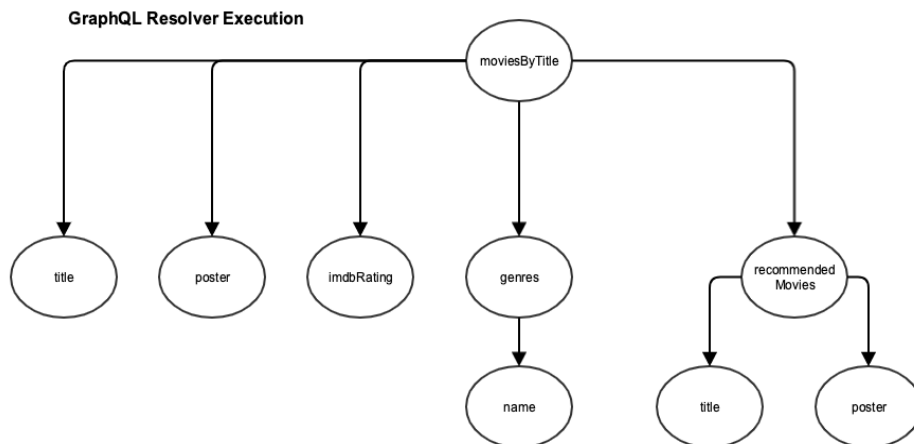 GraphQL Resolver Execution
moviesByTitle
title
poster
imdbRating
genres
recommended
Movies
name
title
poster